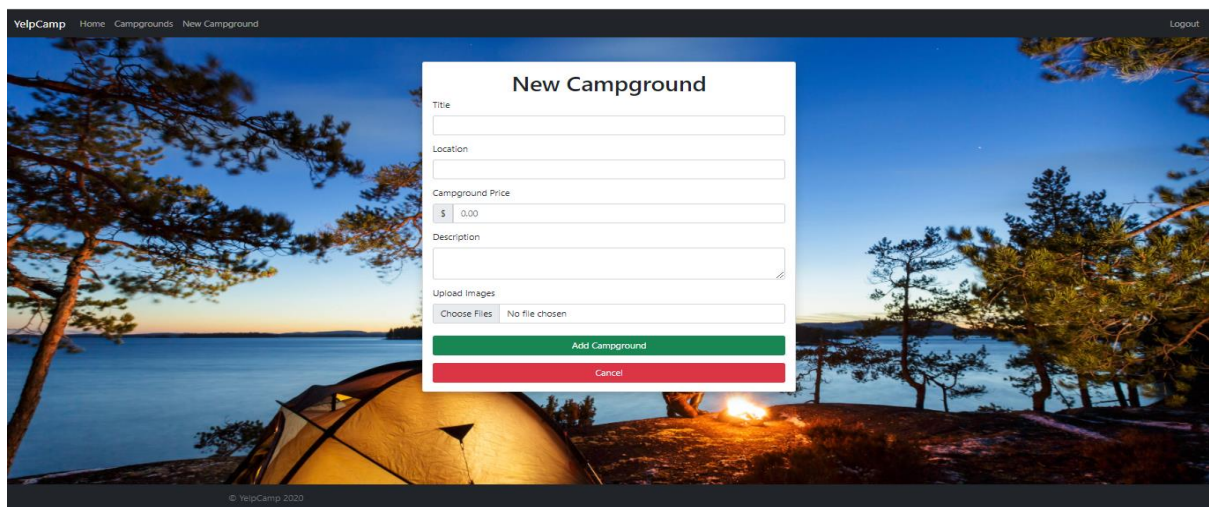 YelpCamp Home Campgrounds New Campground Logout
New Campground
Title
Location
Campground Price
$ 0.00
Description
Upload Images
Choose Files No file chosen
Add Campground
Cancel
© YelpCamp 2020